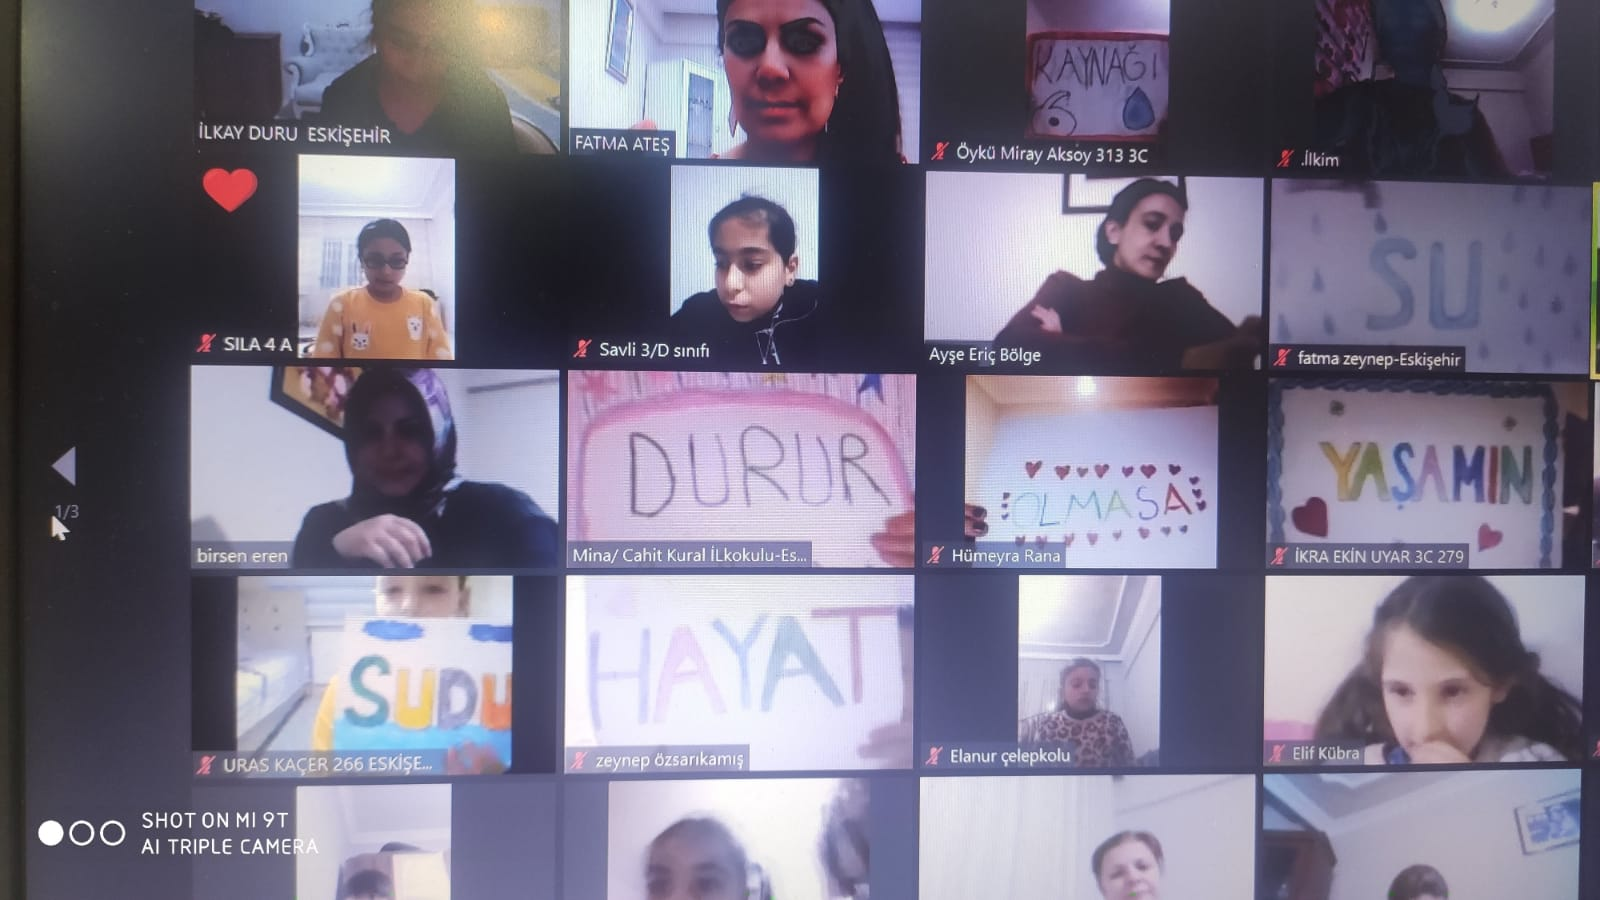 İLKAY DURU ESKİŞEHİR
FATMA ATEŞ
KAYNAĞI
Öykü Miray Aksoy 313 3C
.İlkim
SILA 4 A
Savli 3/D sınıfı
Ayşe Eriç Bölge
SU
fatma zeynep-Eskişehir
birsen eren
DURUR
Mina/ Cahit Kural İLkokulu-Es...
OLMASA
Hümeyra Rana
YAŞAMIN
İKRA EKİN UYAR 3C 279
1/3
SUDU
URAS KAÇER 266 ESKİŞE...
HAYAT
zeynep özsarıkamış
Elanur çelepkolu
Elif Kübra
SHOT ON MI 9T
AI TRIPLE CAMERA